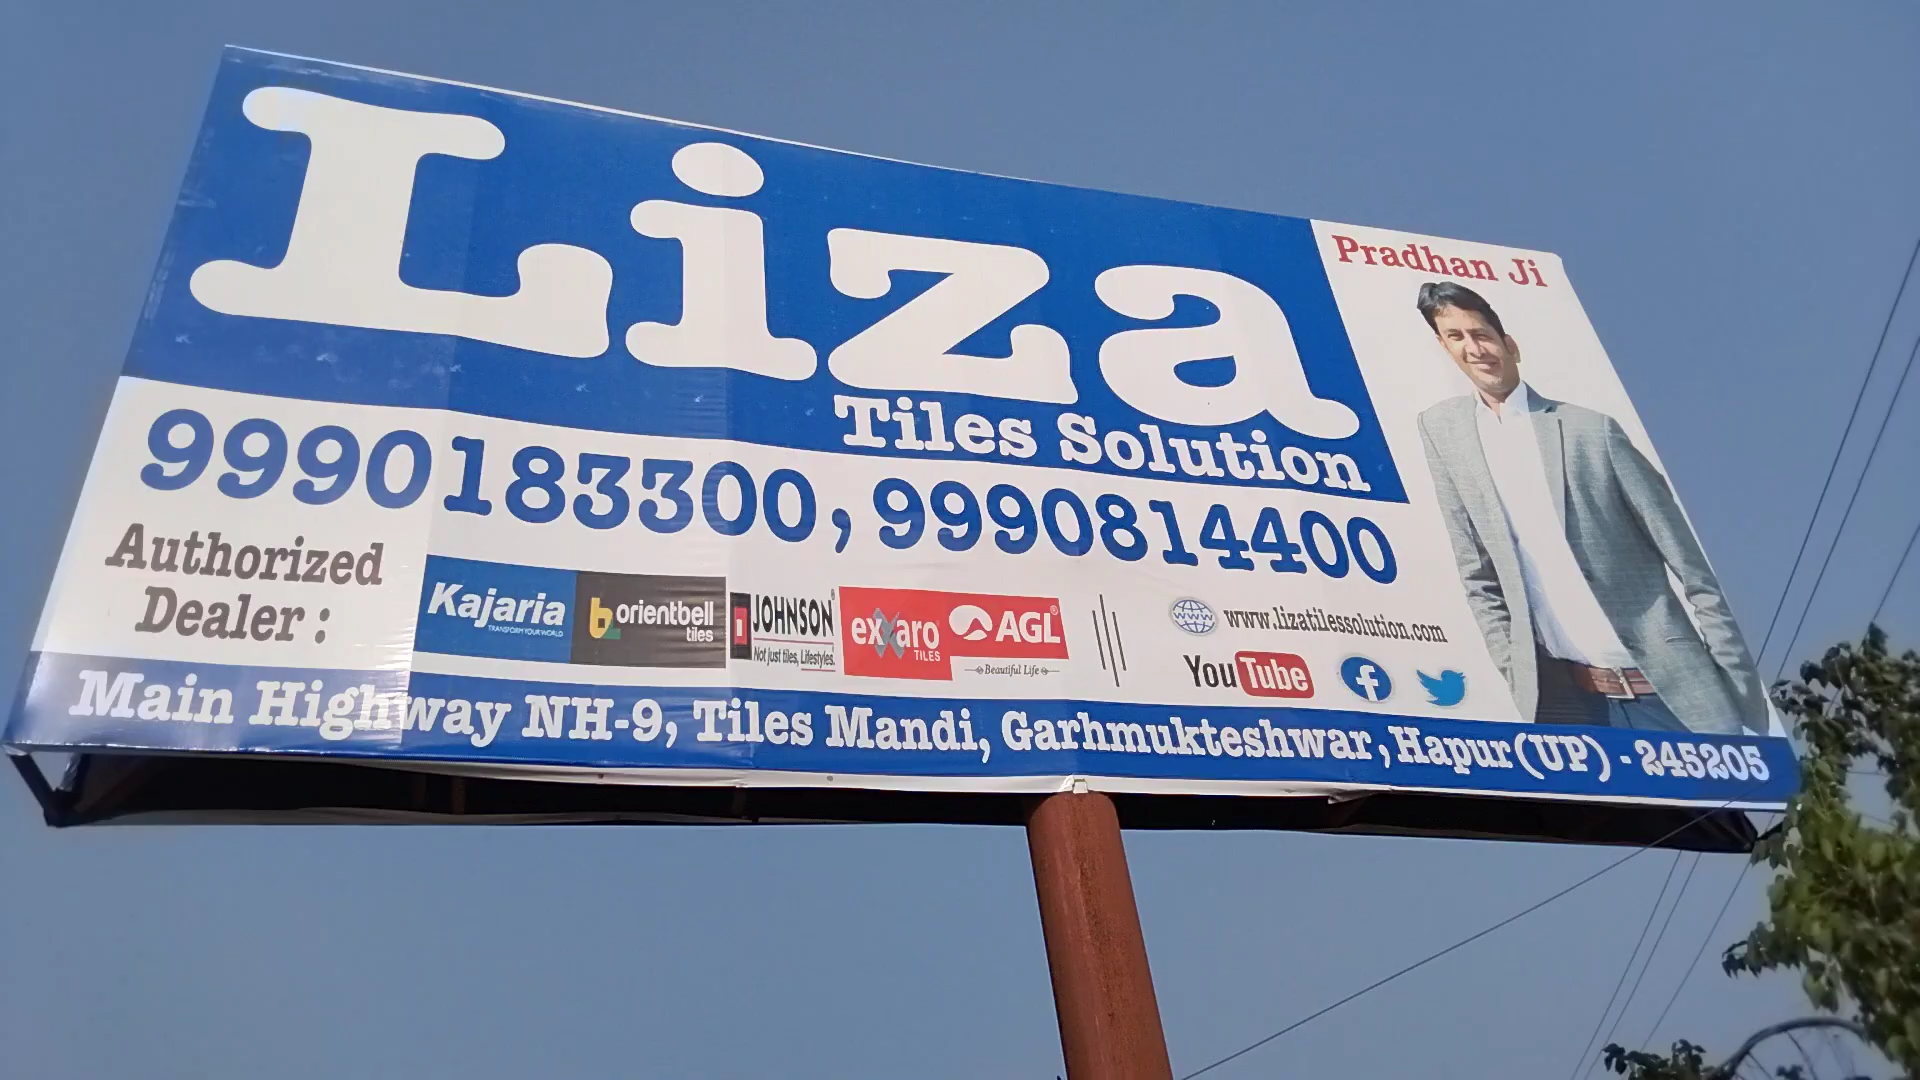 Liza
Tiles Solution
Pradhan Ji
9990183300, 9990814400
Authorized
Dealer :
Kajaria
TRANSFORM YOUR WORLD
orientbell
tiles
JOHNSON®
Not just tiles, Lifestyles.
exxaro
TILES
AGL®
Beautiful Life
www
www.lizatilessolution.com
YouTube
f
Main Highway NH-9, Tiles Mandi, Garhmukteshwar, Hapur (UP) - 245205